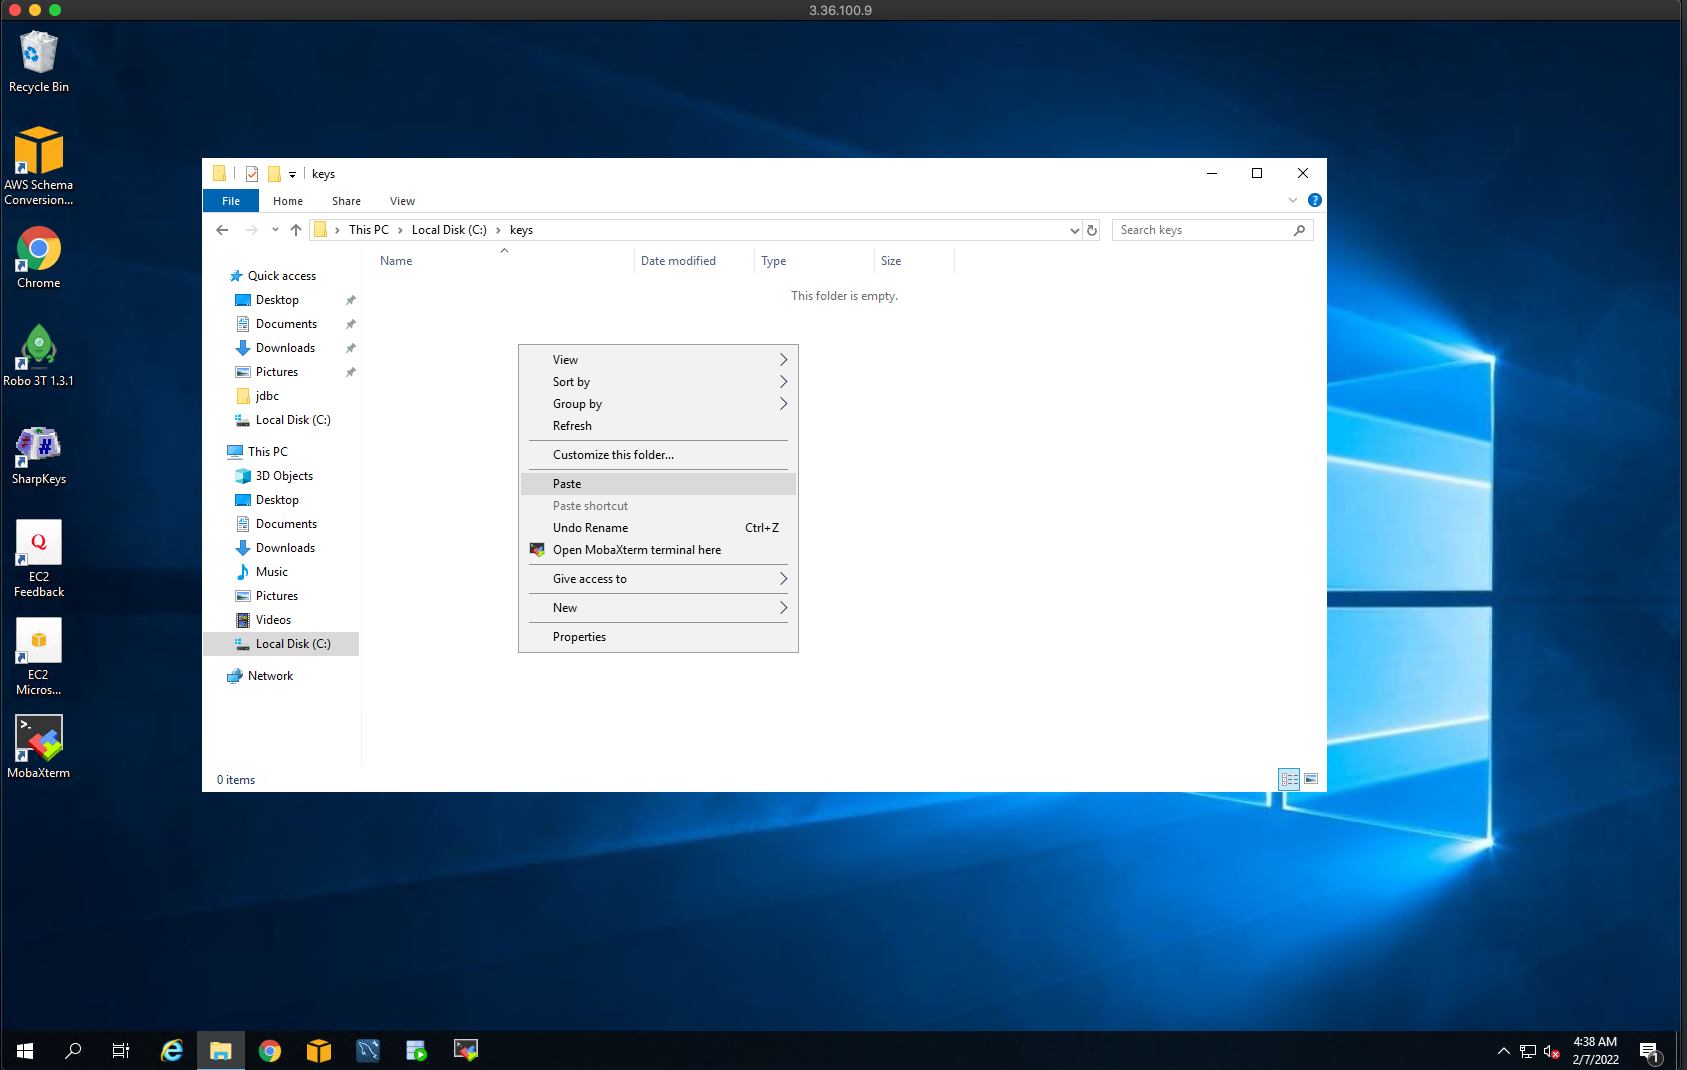 3.36.100.9
Recycle Bin
AWS Schema
Conversion...
Chrome
Robo 3T 1.3.1
SharpKeys
Q
EC2
Feedback
EC2
Micros...
>_
MobaXterm
keys
File Home Share View
?
This PC > Local Disk (C:) > keys
Search keys
Name Date modified Type Size
This folder is empty.
Quick access
Desktop
Documents
Downloads
Pictures
jdbc
Local Disk (C:)
This PC
3D Objects
Desktop
Documents
Downloads
Music
Pictures
Videos
Local Disk (C:)
Network
View
Sort by
Group by
Refresh
Customize this folder...
Paste
Paste shortcut
Undo Rename Ctrl+Z
Open MobaXterm terminal here
Give access to
New
Properties
0 items
4:38 AM
2/7/2022
1